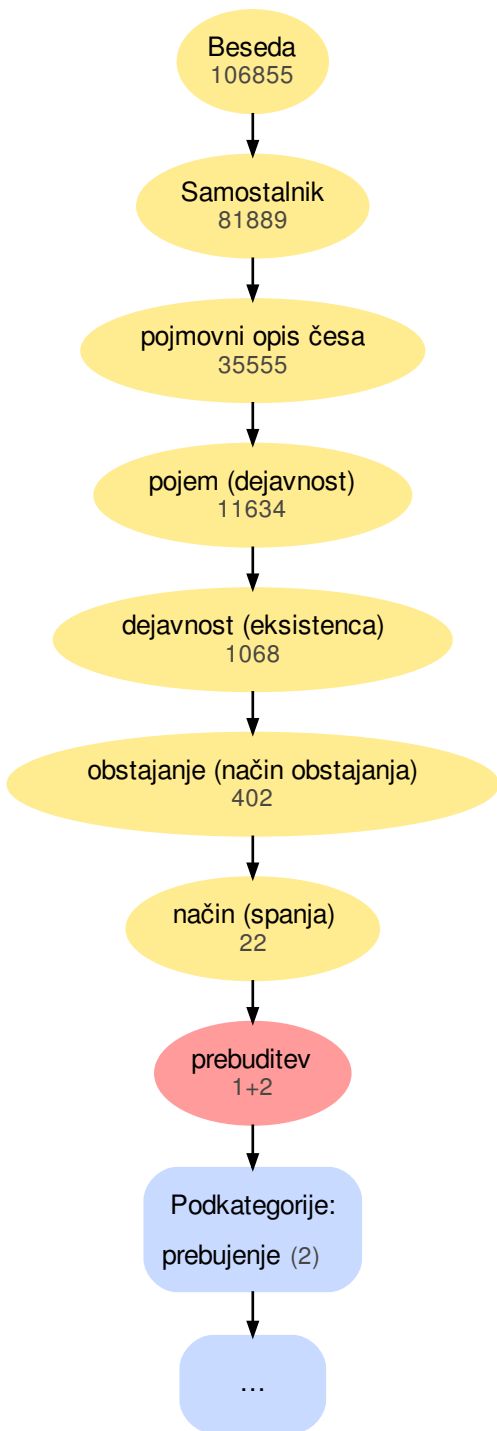 Beseda
106855
Samostalnik
81889
pojmovni opis česa
35555
pojem (dejavnost)
11634
dejavnost (eksistenca)
1068
obstajanje (način obstajanja)
402
način (spanja)
22
prebuditev
1+2
Podkategorije:
prebujenje (2)
...